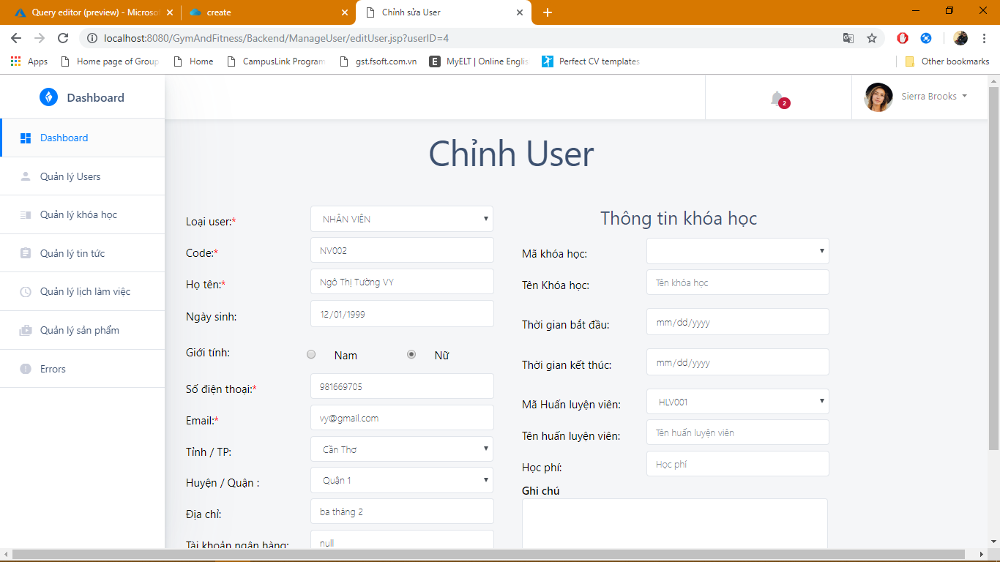 Query editor (preview) - Microsof
create
Chỉnh sửa User
localhost:8080/GymAndFitness/Backend/ManageUser/editUser.jsp?userID=4
Apps
Home page of Group
Home
CampusLink Program
gst.fsoft.com.vn
E
MyELT | Online Englis
Perfect CV templates
Other bookmarks
Dashboard
2
Sierra Brooks
Dashboard
Quản lý Users
Quản lý khóa học
Quản lý tin tức
Quản lý lịch làm việc
Quản lý sản phẩm
Errors
Chỉnh User
Loại user:*
NHÂN VIÊN
Code:*
NV002
Họ tên:*
Ngô Thị Tường VY
Ngày sinh:
12/01/1999
Giới tính:
Nam
Nữ
Số điện thoại:*
981669705
Email:*
vy@gmail.com
Tỉnh / TP:
Cần Thơ
Huyện / Quận :
Quận 1
Địa chỉ:
ba tháng 2
Tài khoản ngân hàng:
null
Thông tin khóa học
Mã khóa học:
Tên Khóa học:
Tên khóa học
Thời gian bắt đầu:
mm/dd/yyyy
Thời gian kết thúc:
mm/dd/yyyy
Mã Huấn luyện viên:
HLV001
Tên huấn luyện viên:
Tên huấn luyện viên
Học phí:
Học phí
Ghi chú